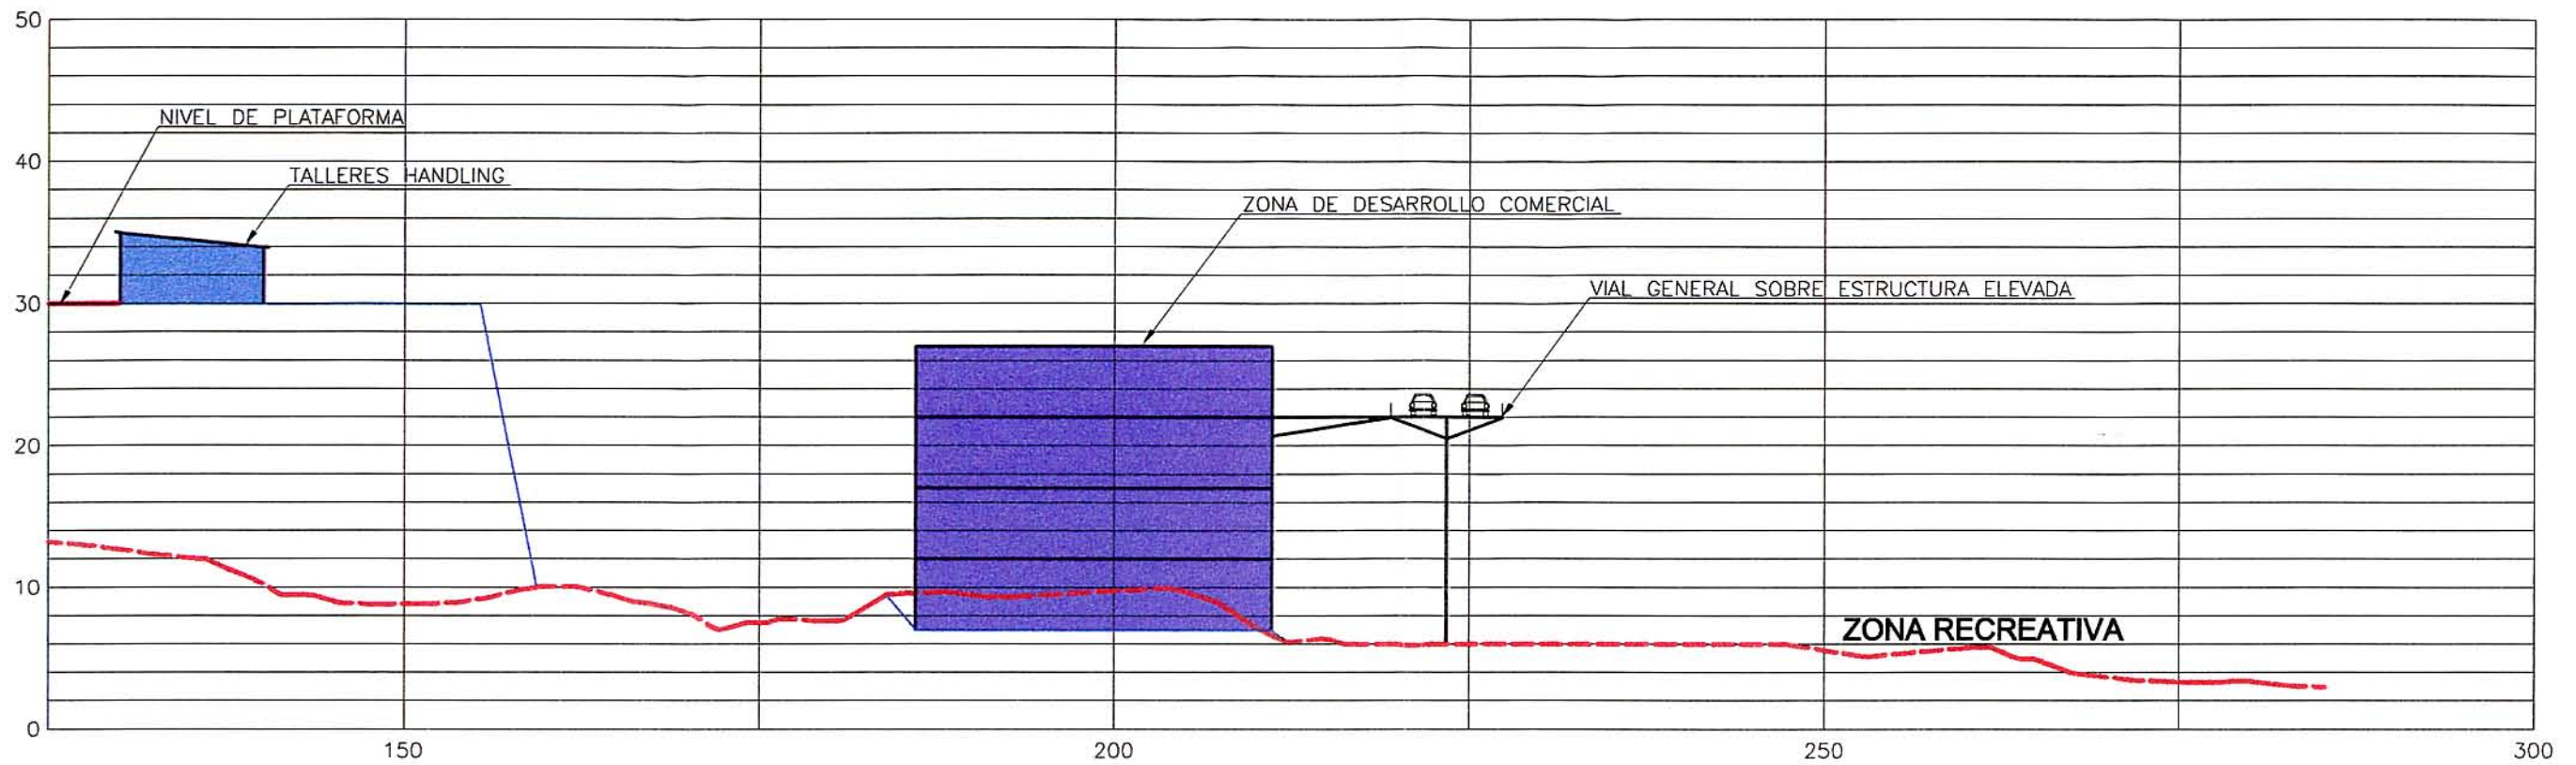 50
NIVEL DE PLATAFORMA
40
TALLERES HANDLING
ZONA DE DESARROLLO COMERCIAL
VIAL GENERAL SOBRE ESTRUCTURA ELEVADA
30
20
10
ZONA RECREATIVA
0
150 200 250 300